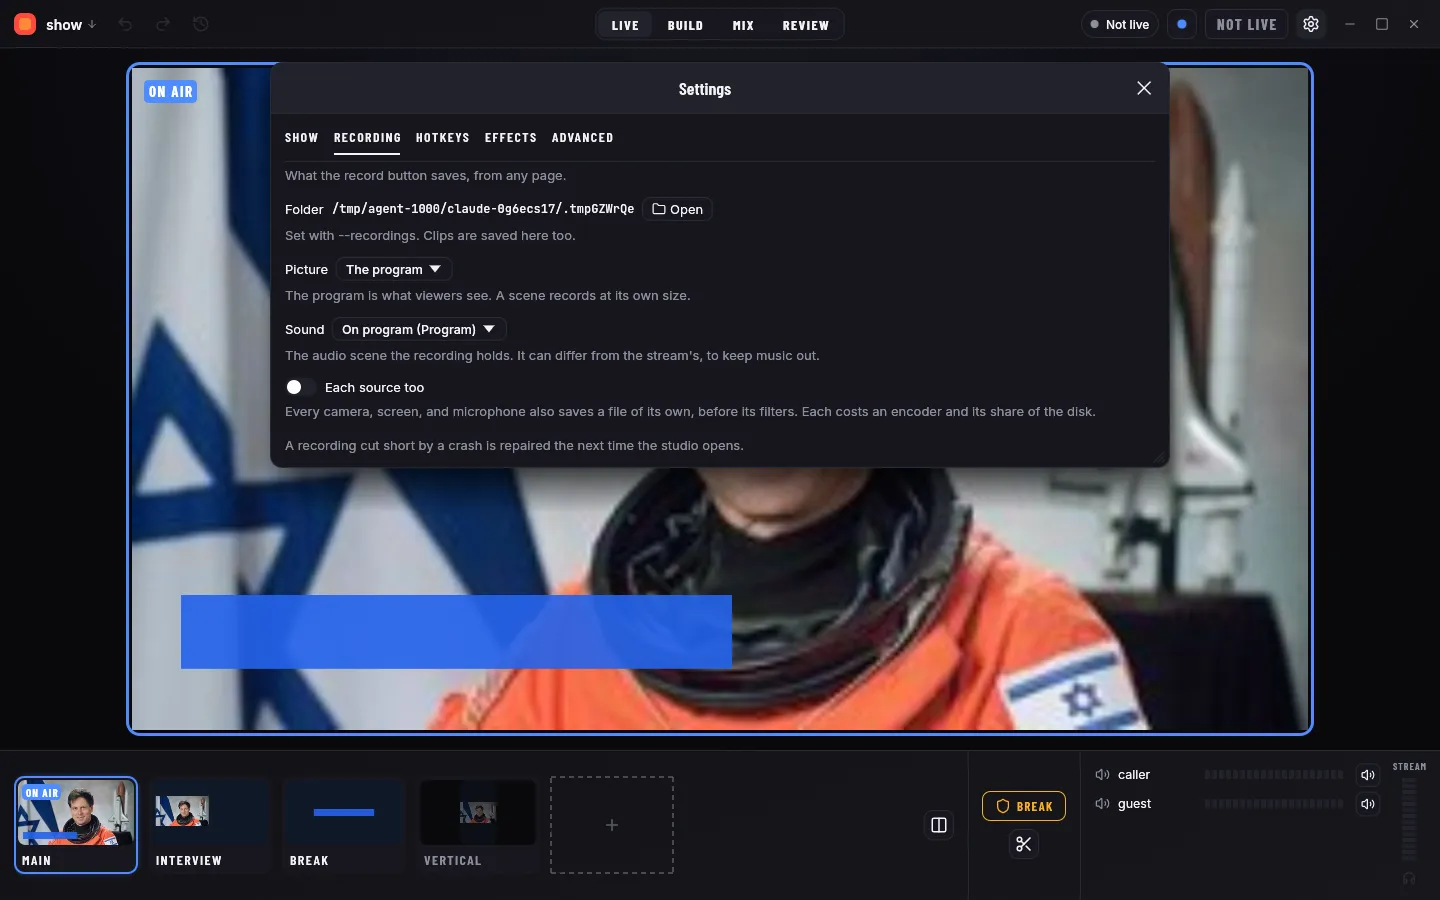 show
LIVE BUILD MIX REVIEW
Not live
NOT LIVE
ON AIR
Settings
SHOW RECORDING HOTKEYS EFFECTS ADVANCED
What the record button saves, from any page.
Folder /tmp/agent-1000/claude-0g6ecs17/.tmpGZWrQe Open
Set with --recordings. Clips are saved here too.
Picture The program
The program is what viewers see. A scene records at its own size.
Sound On program (Program)
The audio scene the recording holds. It can differ from the stream's, to keep music out.
Each source too
Every camera, screen, and microphone also saves a file of its own, before its filters. Each costs an encoder and its share of the disk.
A recording cut short by a crash is repaired the next time the studio opens.
ON AIR
MAIN
INTERVIEW
BREAK
VERTICAL
+
BREAK
caller
guest
STREAM